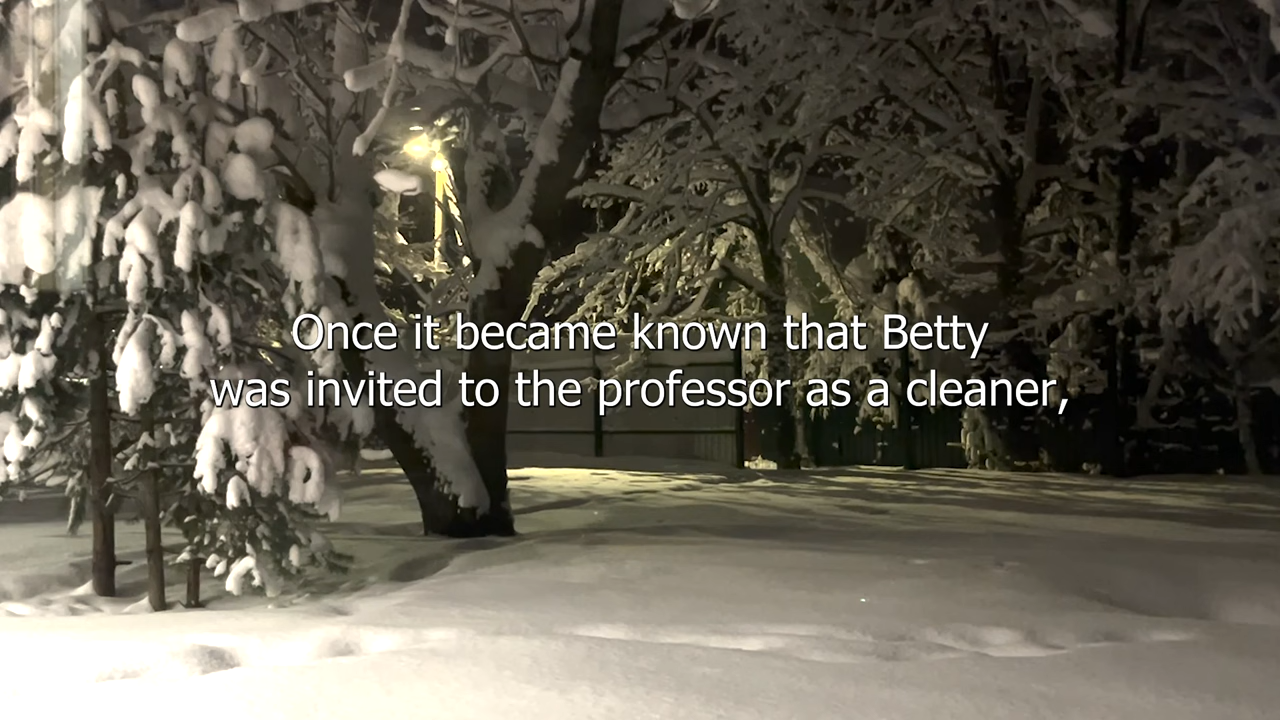 Once it became known that Betty
was invited to the professor as a cleaner,